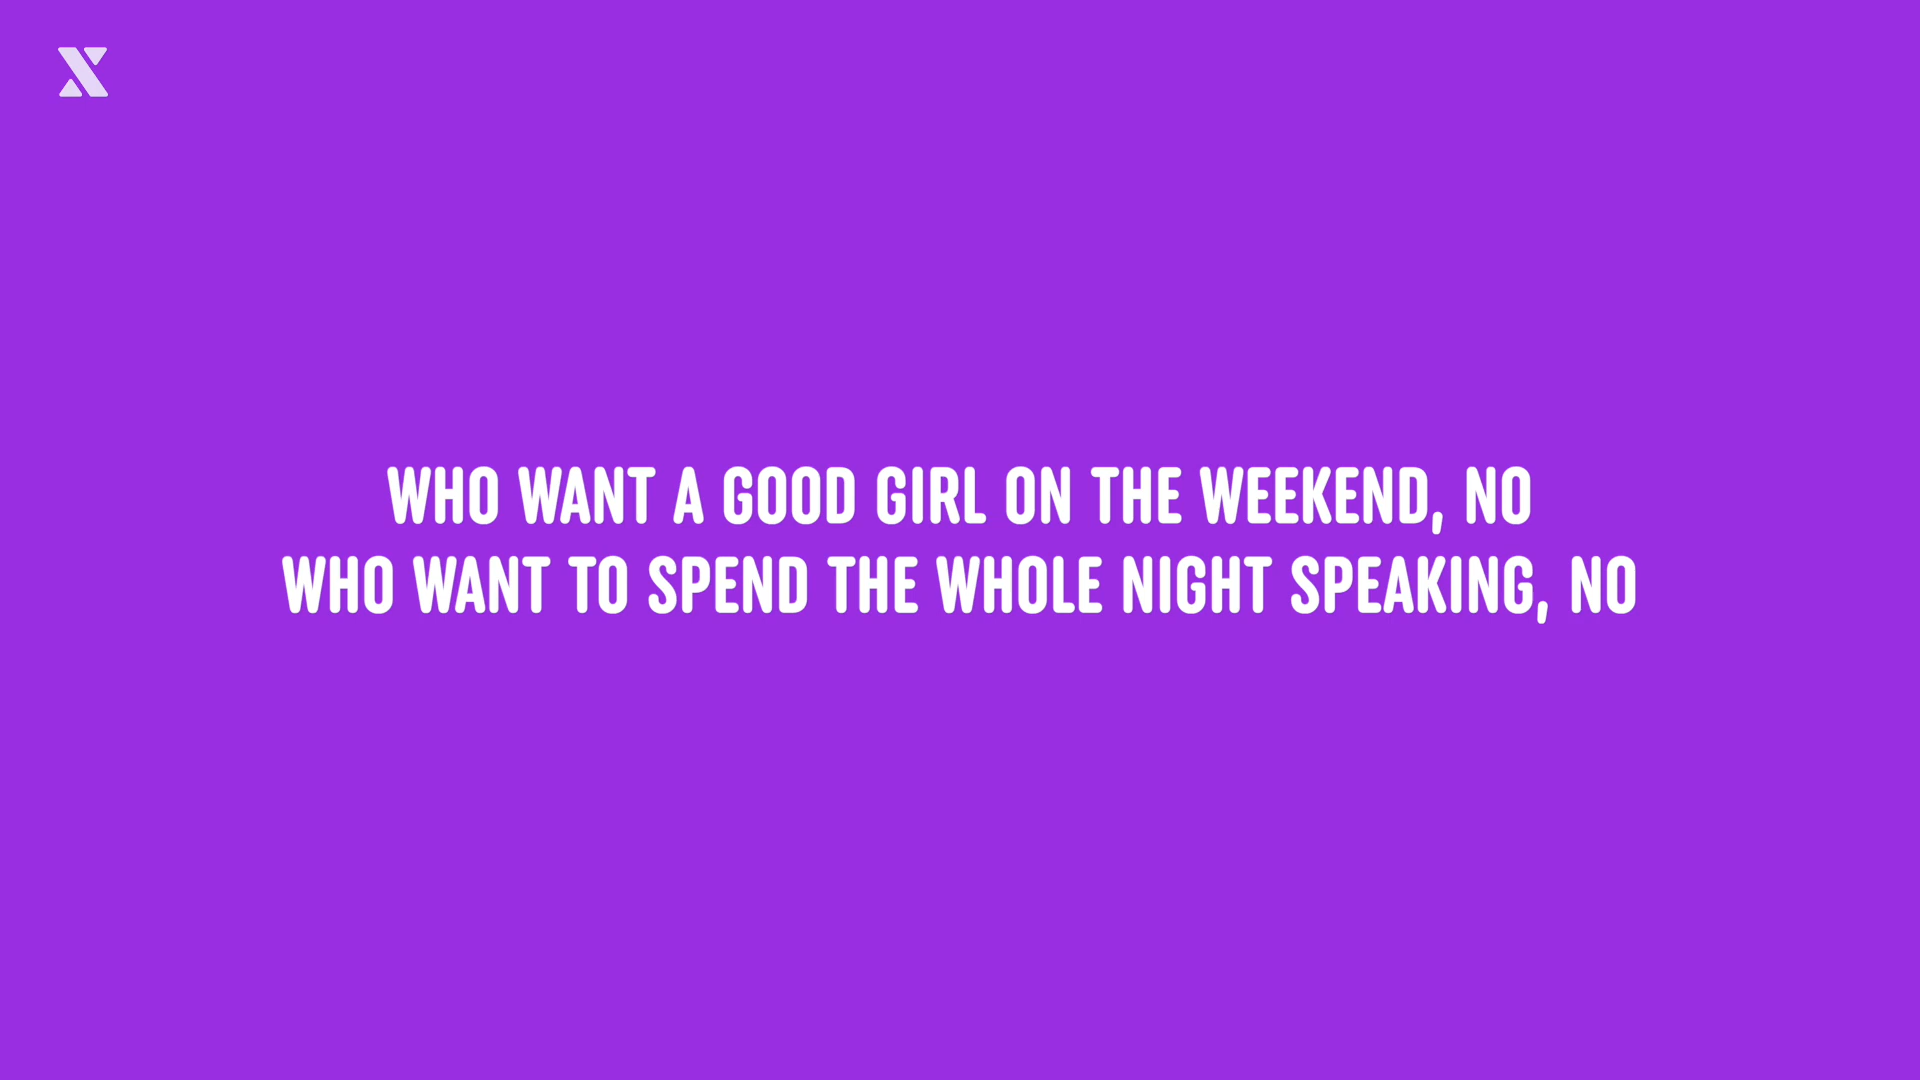 WHO WANT A GOOD GIRL ON THE WEEKEND, NO
WHO WANT TO SPEND THE WHOLE NIGHT SPEAKING, NO